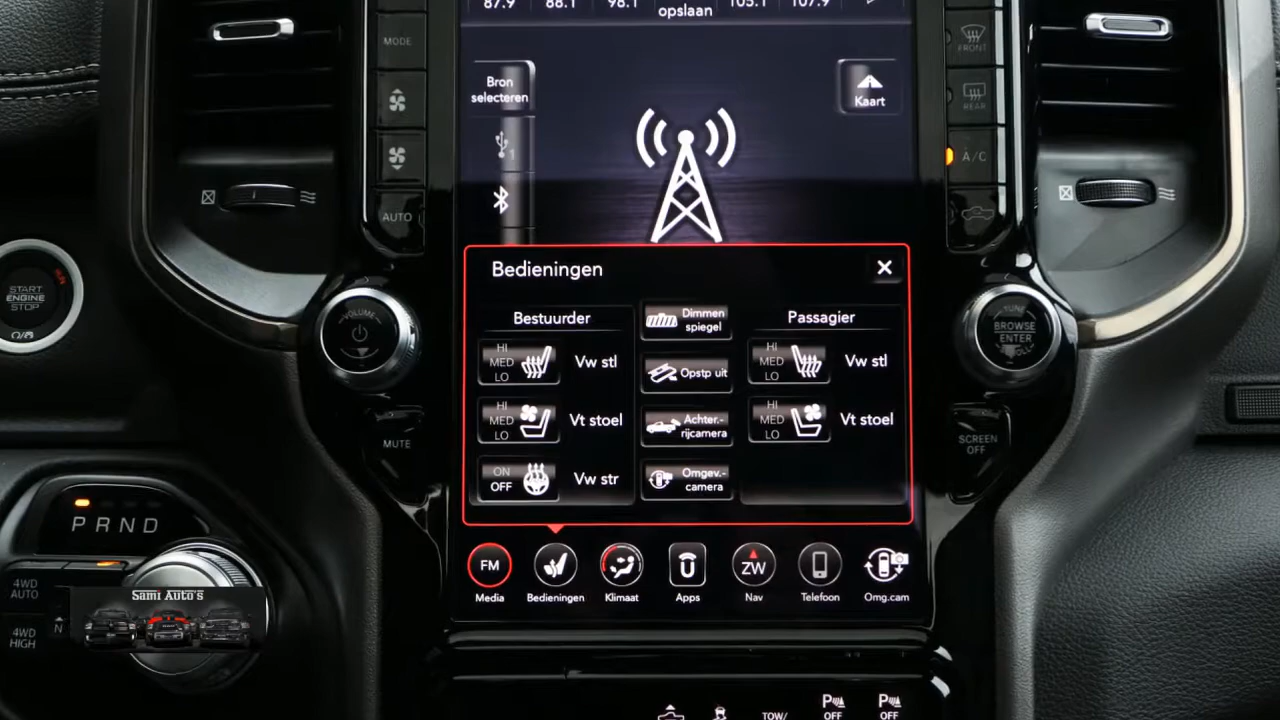 87.9 88.1 98.1 105.1 107.9
opslaan
MODE
FRONT
Bron
selecteren
Kaart
REAR
1
A/C
AUTO
START
ENGINE
STOP
RUN
VOLUME
TUNE
BROWSE
ENTER
Bedieningen
Bestuurder
Dimmen
spiegel
Passagier
HI
MED
LO
Vw stl
Opstp uit
HI
MED
LO
Vw stl
HI
MED
LO
Vt stoel
Achter.-
rijcamera
HI
MED
LO
Vt stoel
ON
OFF
Vw str
Omgev.-
camera
MUTE
SCREEN
OFF
P R N D
FM
Media
Bedieningen
Klimaat
Apps
ZW
Nav
Telefoon
Omg.cam
4WD
AUTO
4WD
HIGH
N
Sami Auto's
TOW/
P
OFF
P
OFF